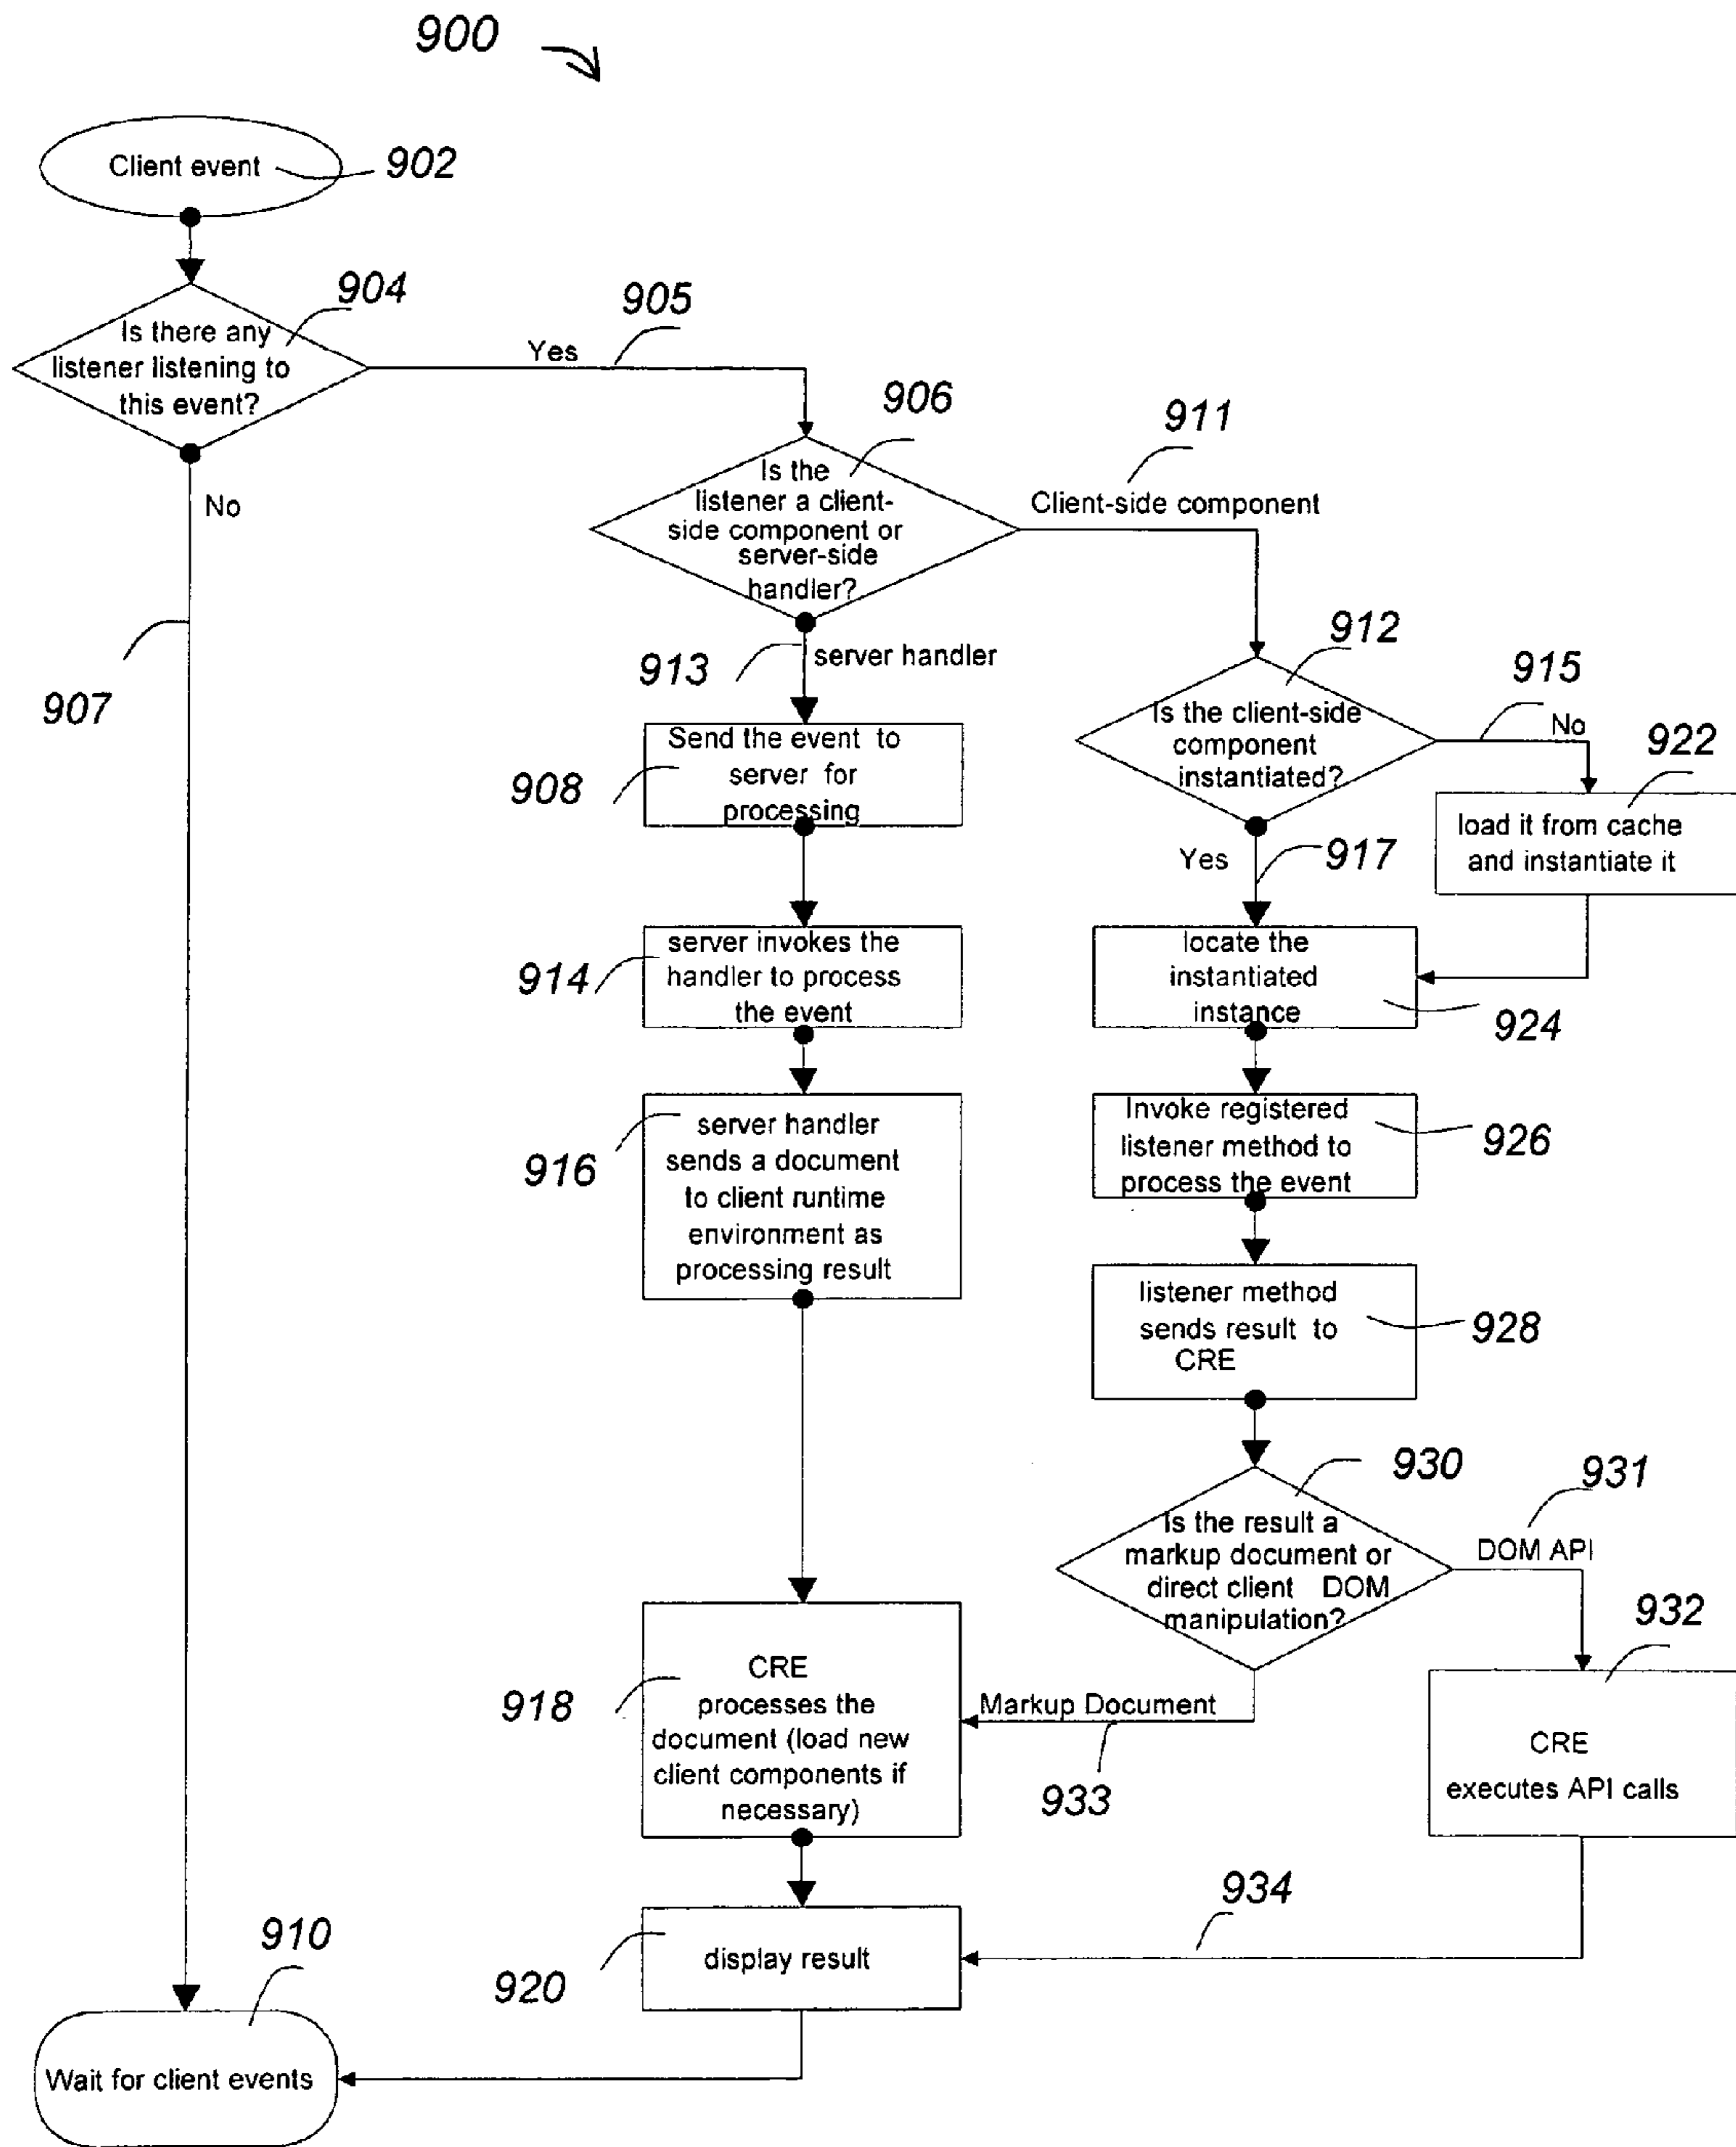 900
Client event
902
904
Is there any
listener listening to
this event?
Yes
905
No
907
906
Is the
listener a client-
side component or
server-side
handler?
911
Client-side component
913
server handler
912
Is the client-side
component
instantiated?
915
No
922
load it from cache
and instantiate it
Yes
917
908
Send the event to
server for
processing
914
server invokes the
handler to process
the event
locate the
instantiated
instance
924
916
server handler
sends a document
to client runtime
environment as
processing result
Invoke registered
listener method to
process the event
926
listener method
sends result to
CRE
928
930
Is the result a
markup document or
direct client DOM
manipulation?
931
DOM API
932
CRE
executes API calls
918
CRE
processes the
document (load new
client components if
necessary)
Markup Document
933
934
920
display result
910
Wait for client events